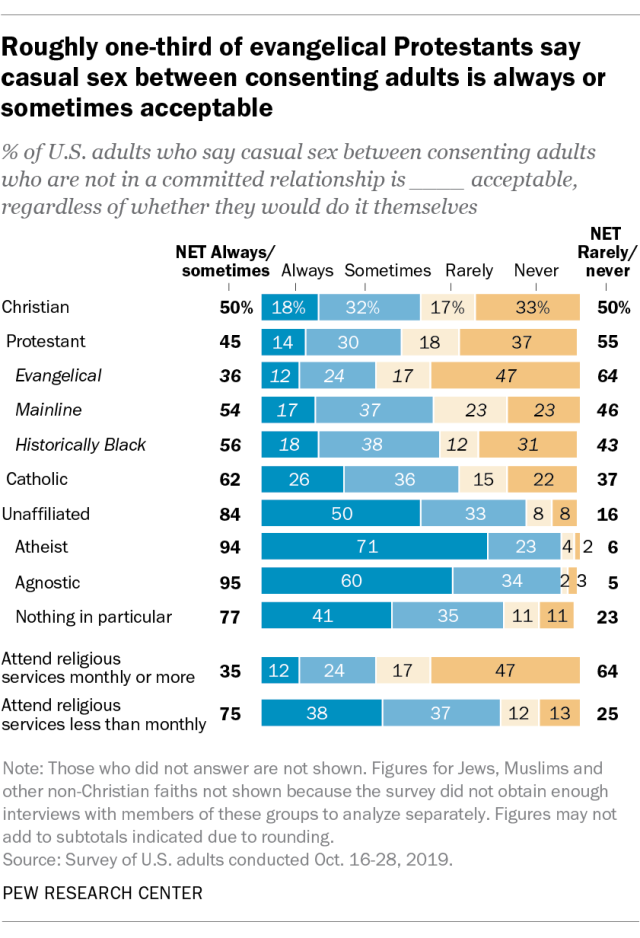 Roughly one-third of evangelical Protestants say
casual sex between consenting adults is always or
sometimes acceptable
% of U.S. adults who say casual sex between consenting adults
who are not in a committed relationship is ____ acceptable,
regardless of whether they would do it themselves
NET Always/
sometimes
Always Sometimes Rarely Never
NET
Rarely/
never
Christian 50% 18% 32% 17% 33% 50%
Protestant 45 14 30 18 37 55
Evangelical 36 12 24 17 47 64
Mainline 54 17 37 23 23 46
Historically Black 56 18 38 12 31 43
Catholic 62 26 36 15 22 37
Unaffiliated 84 50 33 8 8 16
Atheist 94 71 23 4 2 6
Agnostic 95 60 34 2 3 5
Nothing in particular 77 41 35 11 11 23
Attend religious
services monthly or more 35 12 24 17 47 64
Attend religious
services less than monthly 75 38 37 12 13 25
Note: Those who did not answer are not shown. Figures for Jews, Muslims and
other non-Christian faiths not shown because the survey did not obtain enough
interviews with members of these groups to analyze separately. Figures may not
add to subtotals indicated due to rounding.
Source: Survey of U.S. adults conducted Oct. 16-28, 2019.
PEW RESEARCH CENTER